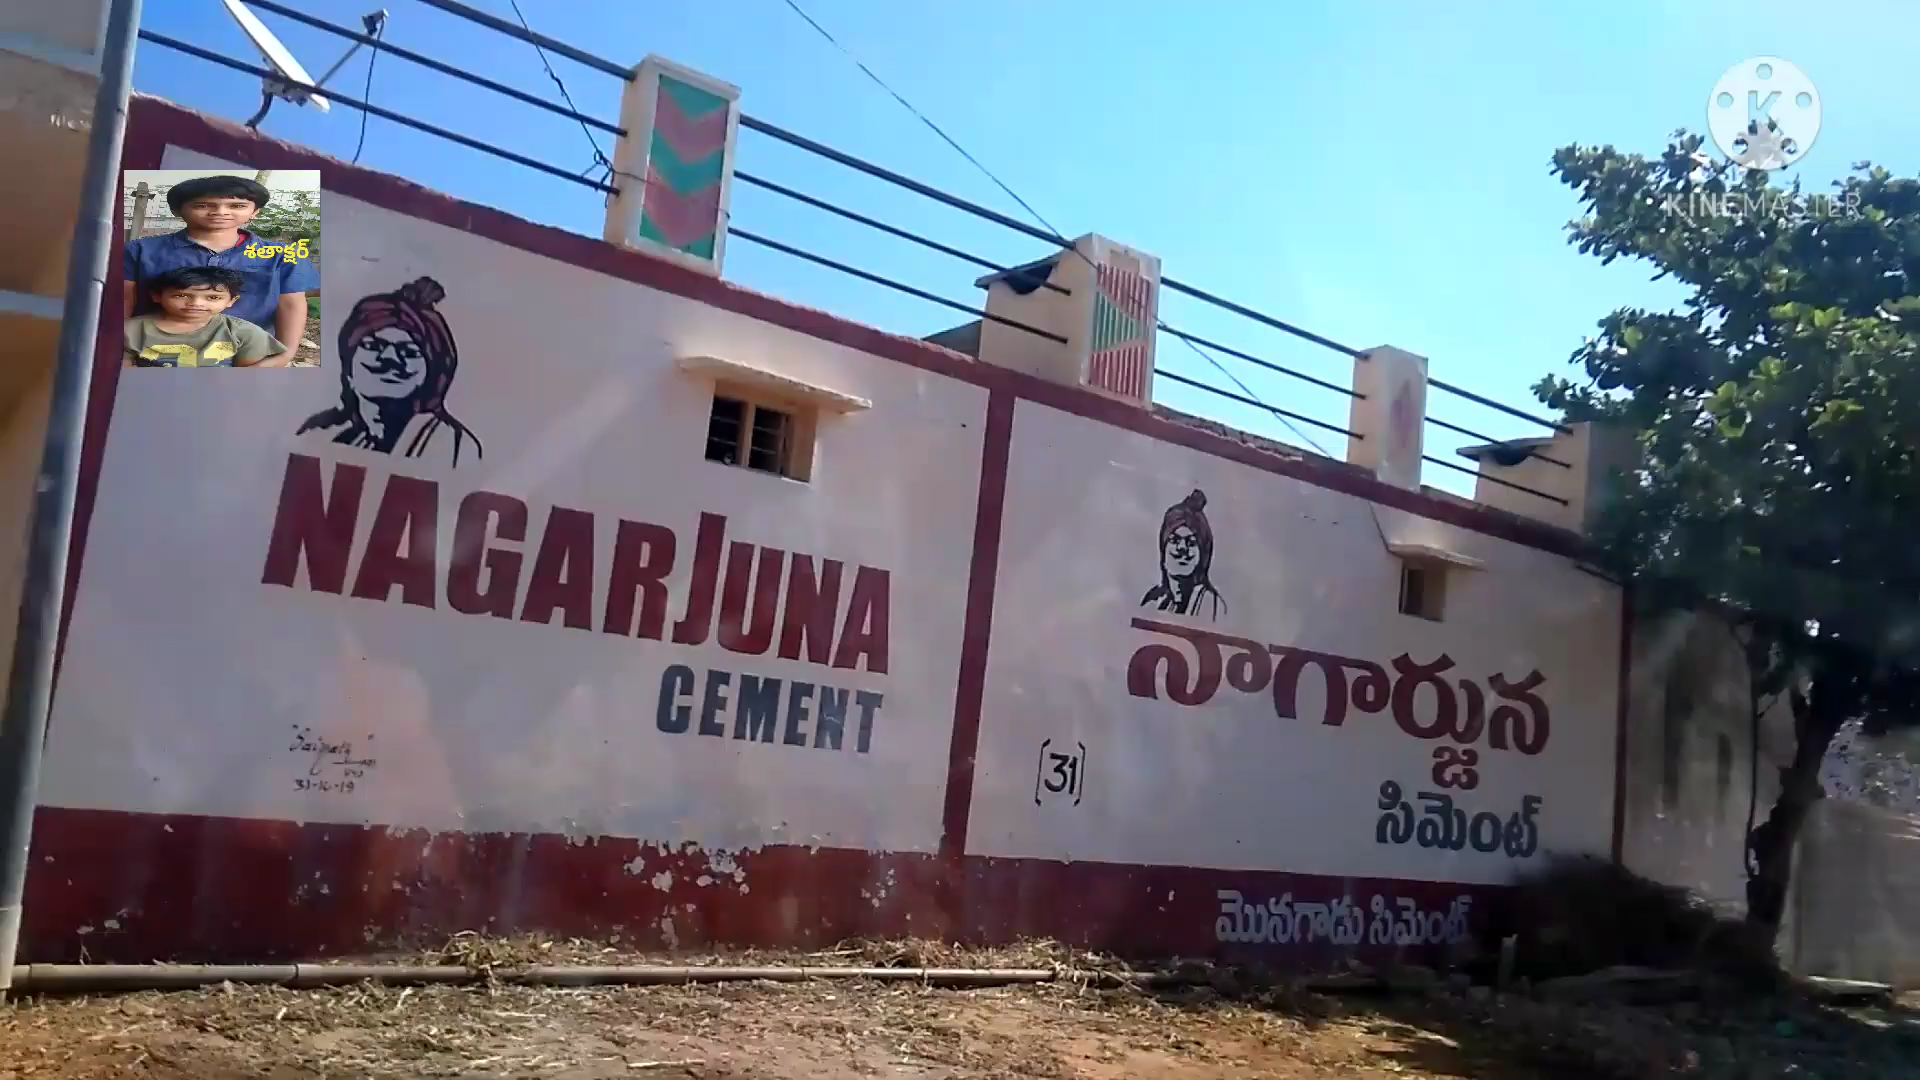 శతాక్షర్
KINEMASTER
NAGARJUNA
CEMENT
31-10-19
నాగార్జున
సిమెంట్
[31]
మొనగాడు సిమెంట్